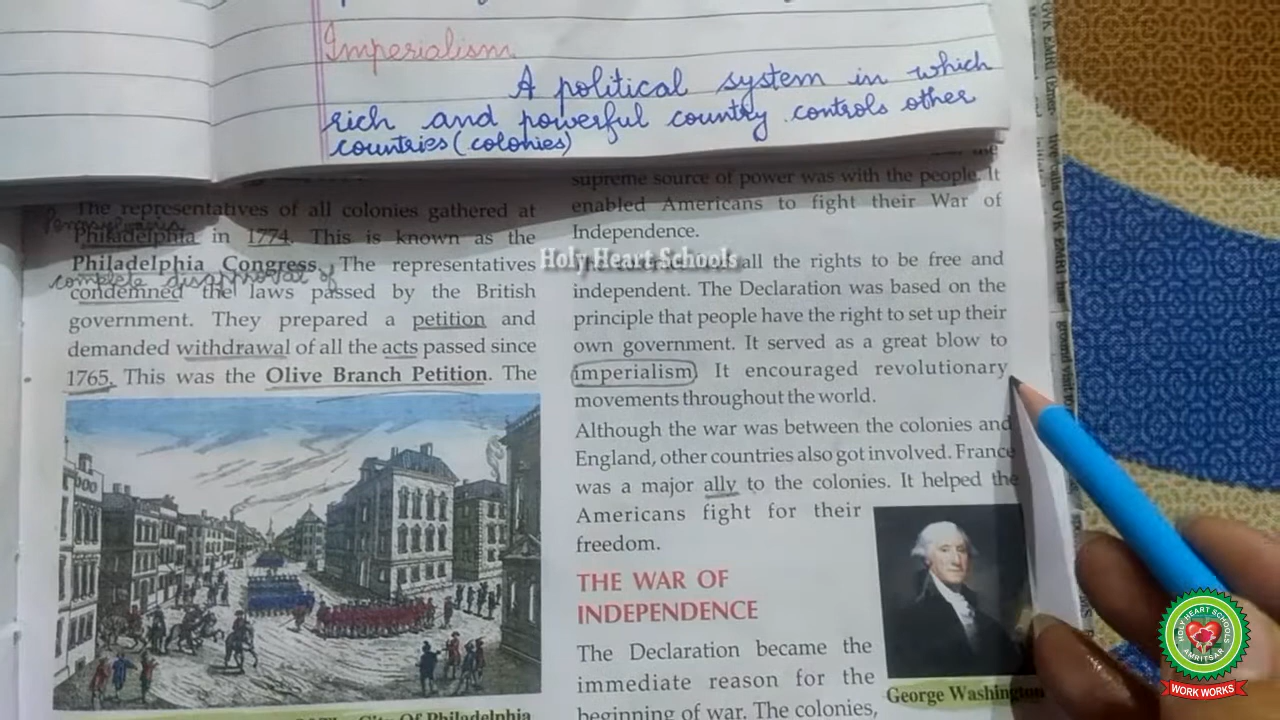 Imperialism
A political system in which
rich and powerful country controls other
countries (colonies)
The representatives of all colonies gathered at
Philadelphia in 1774. This is known as the
Philadelphia Congress. The representatives
complete disapproval of
condemned the laws passed by the British
government. They prepared a petition and
demanded withdrawal of all the acts passed since
1765. This was the Olive Branch Petition. The
City Of Philadelphia
supreme source of power was with the people. It
enabled Americans to fight their War of
Independence.
all the rights to be free and
independent. The Declaration was based on the
principle that people have the right to set up their
own government. It served as a great blow to
imperialism. It encouraged revolutionary
movements throughout the world.
Although the war was between the colonies and
England, other countries also got involved. France
was a major ally to the colonies. It helped the
Americans fight for their
freedom.
THE WAR OF
INDEPENDENCE
The Declaration became the
immediate reason for the
beginning of war. The colonies,
George Washington
Holy Heart Schools
HOLY HEART SCHOOLS
AMRITSAR
WORK WORKS